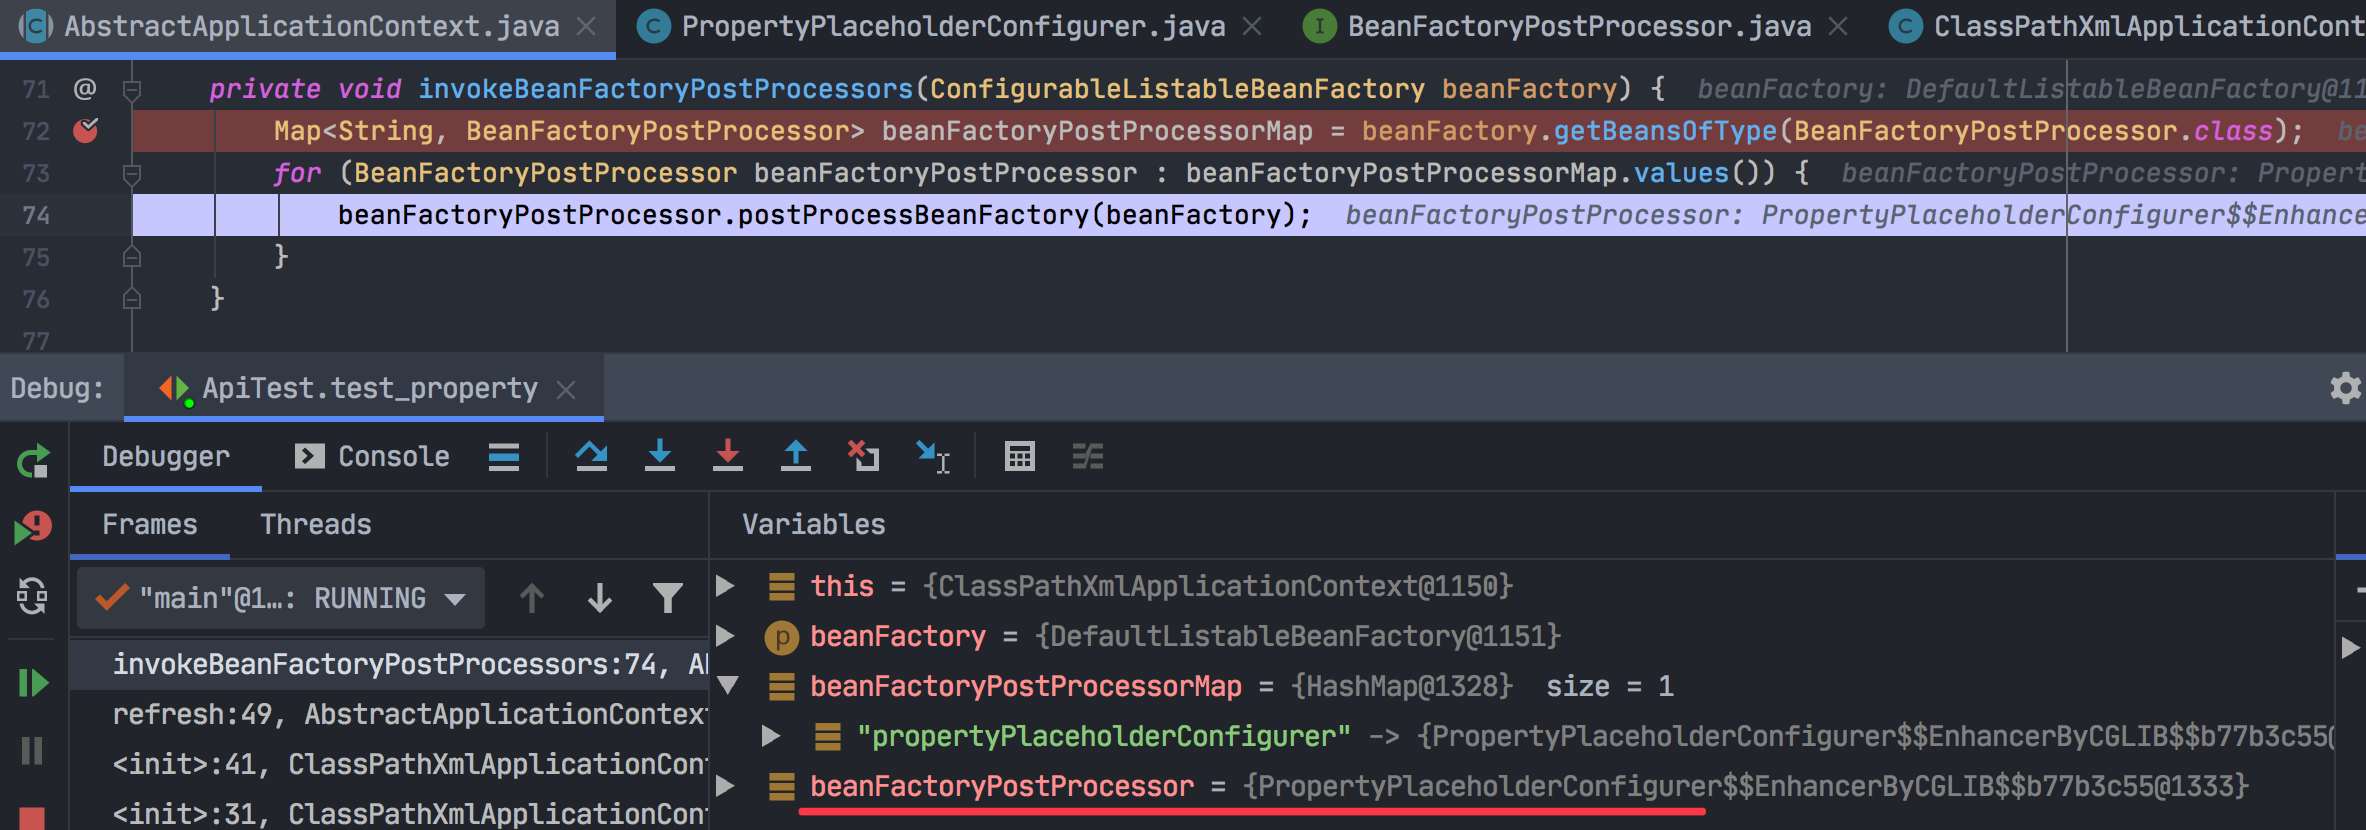 AbstractApplicationContext.java PropertyPlaceholderConfigurer.java BeanFactoryPostProcessor.java ClassPathXmlApplicationCont
71 @ private void invokeBeanFactoryPostProcessors(ConfigurableListableBeanFactory beanFactory) { beanFactory: DefaultListableBeanFactory@11
72 Map<String, BeanFactoryPostProcessor> beanFactoryPostProcessorMap = beanFactory.getBeansOfType(BeanFactoryPostProcessor.class); be
73 for (BeanFactoryPostProcessor beanFactoryPostProcessor : beanFactoryPostProcessorMap.values()) { beanFactoryPostProcessor: Propert
74 beanFactoryPostProcessor.postProcessBeanFactory(beanFactory); beanFactoryPostProcessor: PropertyPlaceholderConfigurer$$Enhance
75 }
76 }
77
Debug: ApiTest.test_property
Debugger Console
Frames Threads
"main"@1...: RUNNING
invokeBeanFactoryPostProcessors:74, Al
refresh:49, AbstractApplicationContext
<init>:41, ClassPathXmlApplicationCon
<init>:31, ClassPathXmlApplicationCon
Variables
this = {ClassPathXmlApplicationContext@1150}
p beanFactory = {DefaultListableBeanFactory@1151}
beanFactoryPostProcessorMap = {HashMap@1328} size = 1
"propertyPlaceholderConfigurer" -> {PropertyPlaceholderConfigurer$$EnhancerByCGLIB$$b77b3c55@
beanFactoryPostProcessor = {PropertyPlaceholderConfigurer$$EnhancerByCGLIB$$b77b3c55@1333}